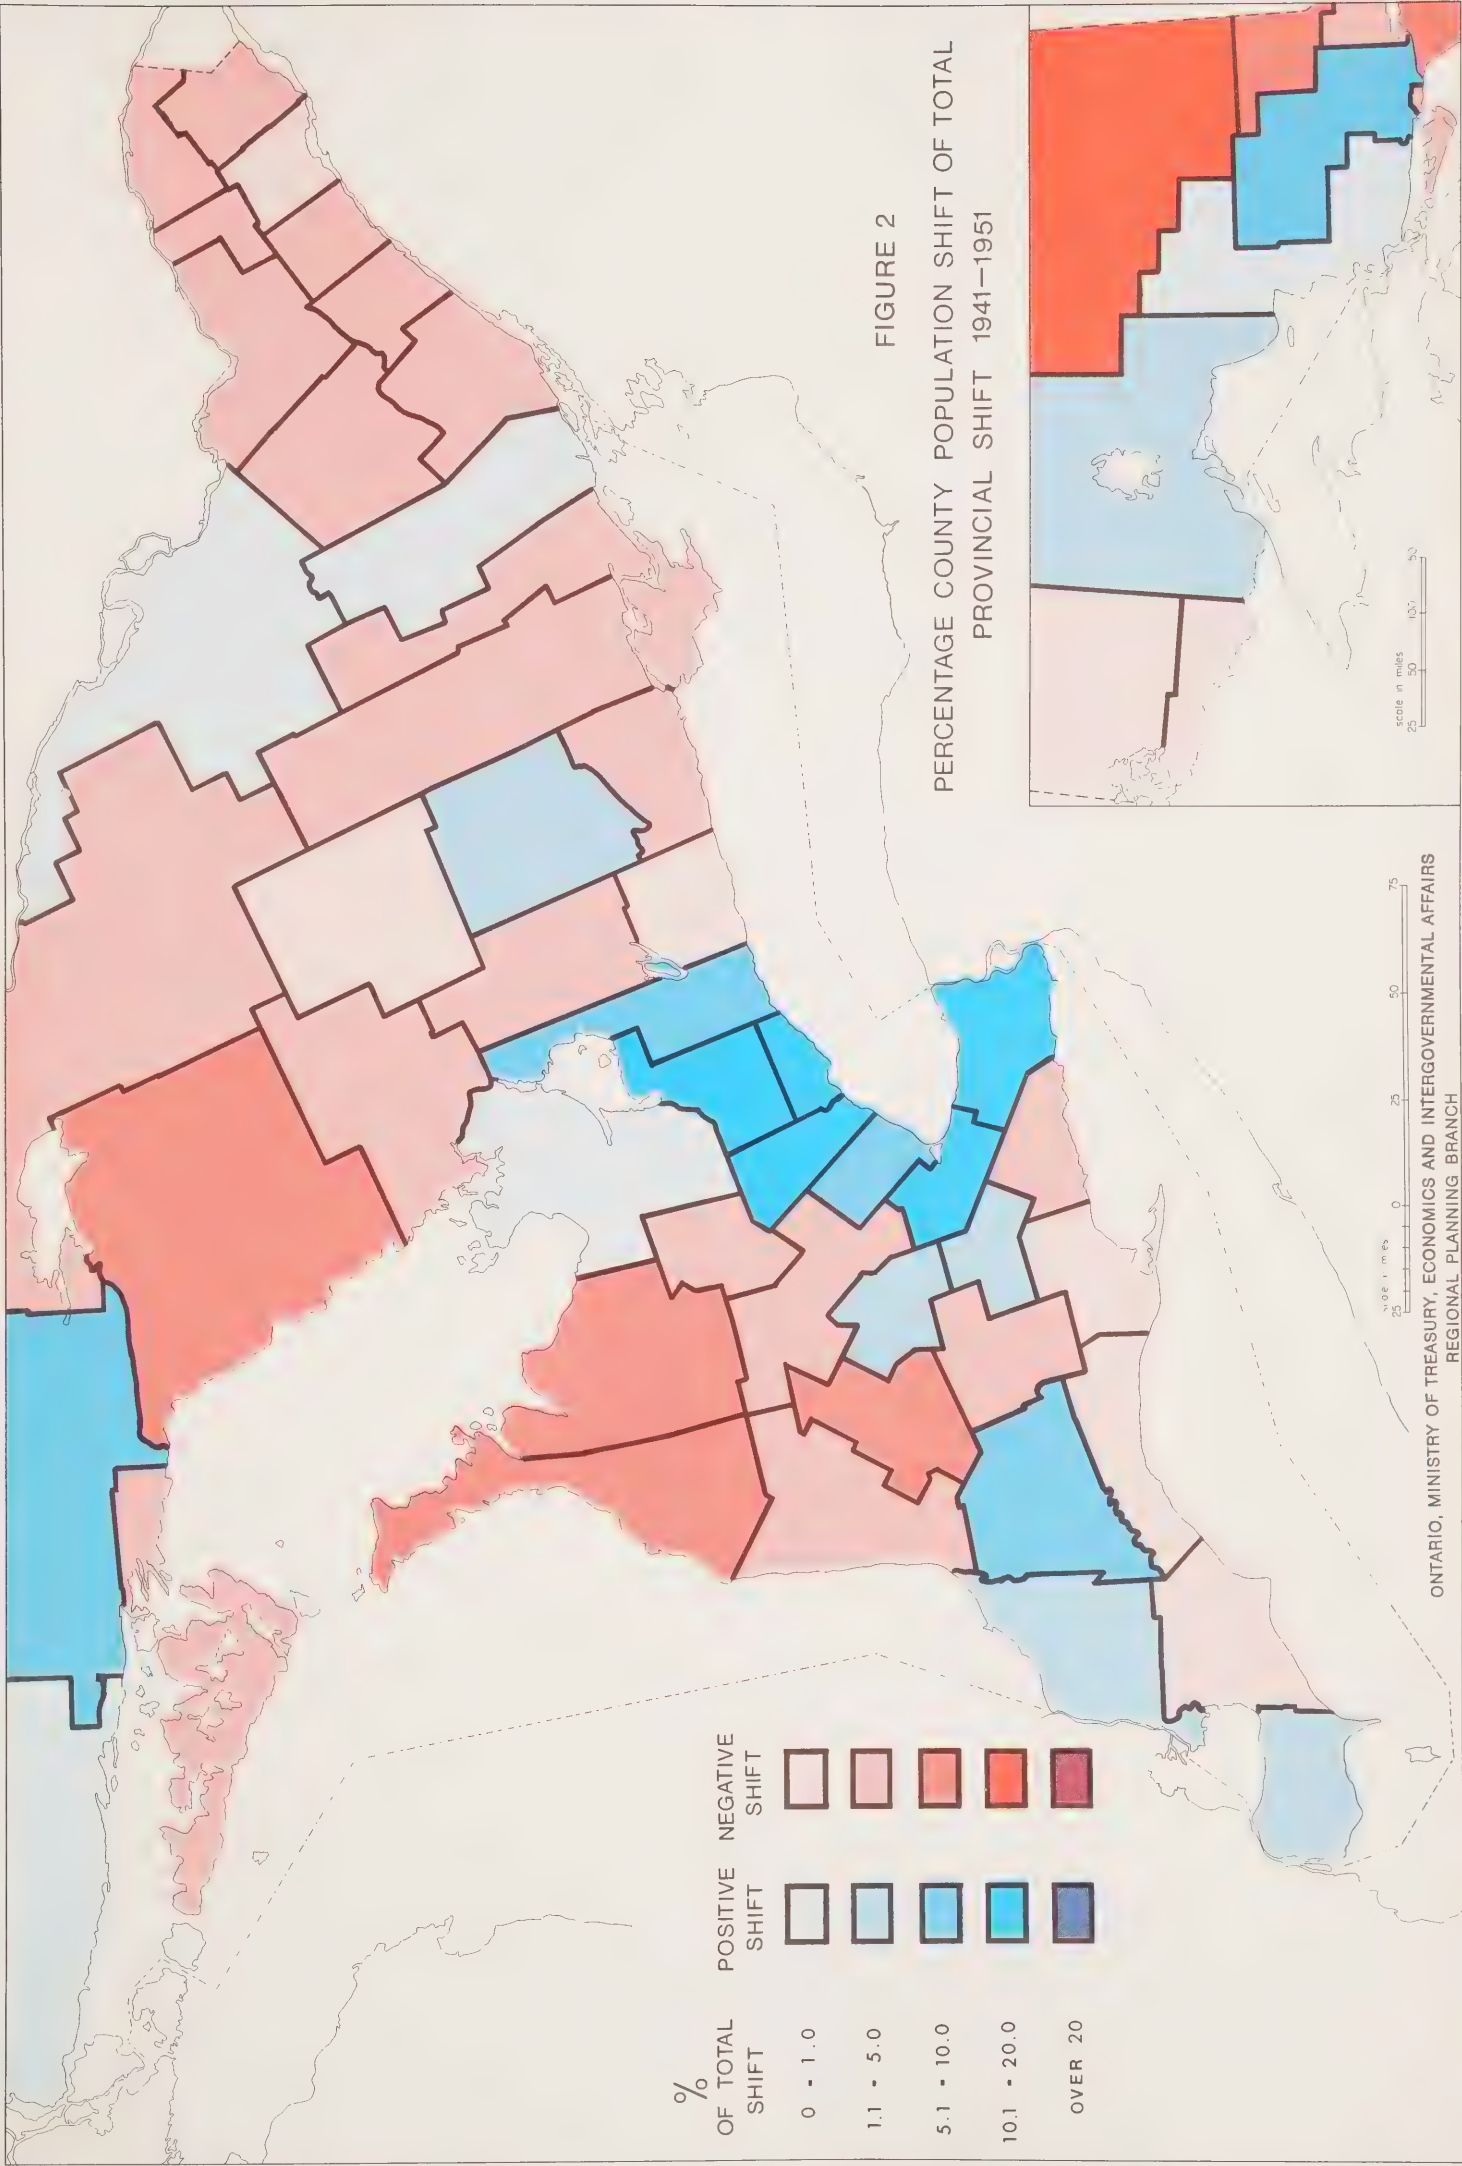 FIGURE 2
PERCENTAGE COUNTY POPULATION SHIFT OF TOTAL
PROVINCIAL SHIFT 1941–1951
scale in miles
25 50 100 50
%
OF TOTAL SHIFT
POSITIVE SHIFT
NEGATIVE SHIFT
0 - 1.0
1.1 - 5.0
5.1 - 10.0
10.1 - 20.0
OVER 20
25 0 25 50 75
ONTARIO, MINISTRY OF TREASURY, ECONOMICS AND INTERGOVERNMENTAL AFFAIRS
REGIONAL PLANNING BRANCH